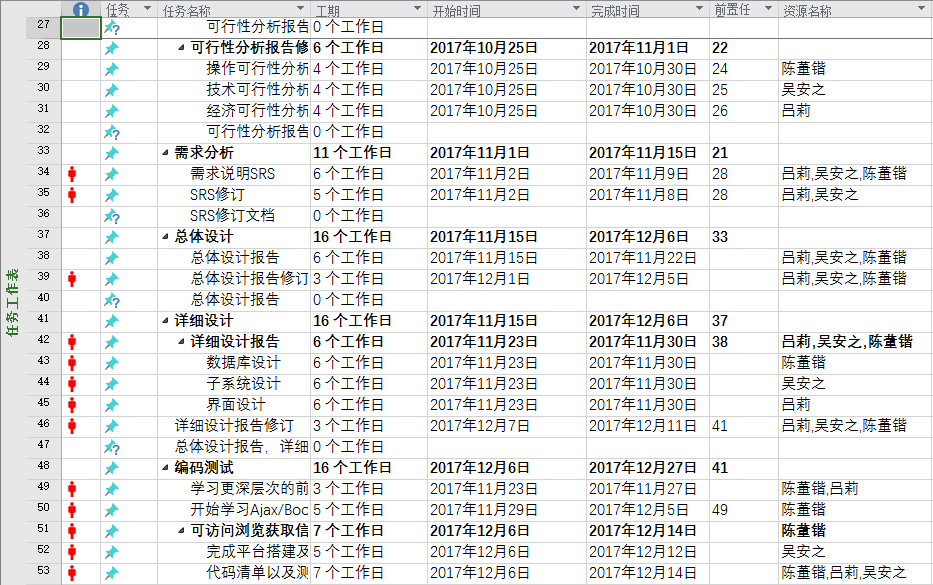 任务 任务名称 工期 开始时间 完成时间 前置任 资源名称
27 可行性分析报告 0 个工作日
28 可行性分析报告修 6 个工作日 2017年10月25日 2017年11月1日 22
29 操作可行性分析 4 个工作日 2017年10月25日 2017年10月30日 24 陈蓳锴
30 技术可行性分析 4 个工作日 2017年10月25日 2017年10月30日 25 吴安之
31 经济可行性分析 4 个工作日 2017年10月25日 2017年10月30日 26 吕莉
32 可行性分析报告 0 个工作日
33 需求分析 11 个工作日 2017年11月1日 2017年11月15日 21
34 需求说明SRS 6 个工作日 2017年11月2日 2017年11月9日 28 吕莉,吴安之,陈蓳锴
35 SRS修订 5 个工作日 2017年11月2日 2017年11月8日 28 吕莉,吴安之
36 SRS修订文档 0 个工作日
37 总体设计 16 个工作日 2017年11月15日 2017年12月6日 33
38 总体设计报告 6 个工作日 2017年11月15日 2017年11月22日 吕莉,吴安之,陈蓳锴
39 总体设计报告修订 3 个工作日 2017年12月1日 2017年12月5日 吕莉,吴安之,陈蓳锴
40 总体设计报告 0 个工作日
41 详细设计 16 个工作日 2017年11月15日 2017年12月6日 37
42 详细设计报告 6 个工作日 2017年11月23日 2017年11月30日 38 吕莉,吴安之,陈蓳锴
43 数据库设计 6 个工作日 2017年11月23日 2017年11月30日 陈蓳锴
44 子系统设计 6 个工作日 2017年11月23日 2017年11月30日 吴安之
45 界面设计 6 个工作日 2017年11月23日 2017年11月30日 吕莉
46 详细设计报告修订 3 个工作日 2017年12月7日 2017年12月11日 41 吕莉,吴安之,陈蓳锴
47 总体设计报告，详细 0 个工作日
48 编码测试 16 个工作日 2017年12月6日 2017年12月27日 41
49 学习更深层次的前 3 个工作日 2017年11月23日 2017年11月27日 陈蓳锴,吕莉
50 开始学习Ajax/Boc 5 个工作日 2017年11月29日 2017年12月5日 49 陈蓳锴
51 可访问浏览获取信 7 个工作日 2017年12月6日 2017年12月14日 陈蓳锴
52 完成平台搭建及 5 个工作日 2017年12月6日 2017年12月12日 吴安之
53 代码清单以及测 7 个工作日 2017年12月6日 2017年12月14日 陈蓳锴,吕莉,吴安之
任务工作表